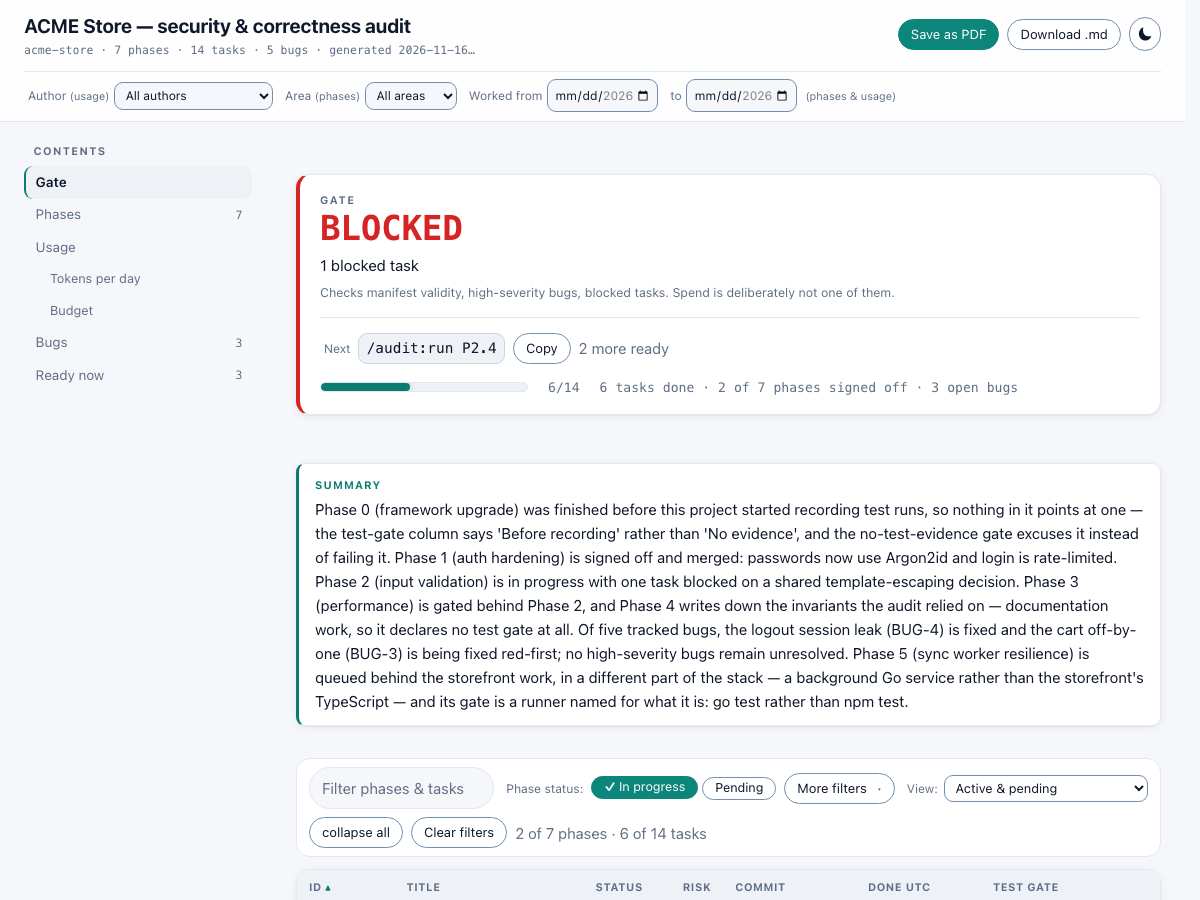 ACME Store — security & correctness audit
acme-store · 7 phases · 14 tasks · 5 bugs · generated 2026-11-16…
Save as PDF
Download .md
Author (usage)
All authors
Area (phases)
All areas
Worked from
mm/dd/2026
to
mm/dd/2026
(phases & usage)
CONTENTS
Gate
Phases 7
Usage
Tokens per day
Budget
Bugs 3
Ready now 3
GATE
BLOCKED
1 blocked task
Checks manifest validity, high-severity bugs, blocked tasks. Spend is deliberately not one of them.
Next /audit:run P2.4 Copy 2 more ready
6/14 6 tasks done · 2 of 7 phases signed off · 3 open bugs
SUMMARY
Phase 0 (framework upgrade) was finished before this project started recording test runs, so nothing in it points at one —
the test-gate column says 'Before recording' rather than 'No evidence', and the no-test-evidence gate excuses it instead
of failing it. Phase 1 (auth hardening) is signed off and merged: passwords now use Argon2id and login is rate-limited.
Phase 2 (input validation) is in progress with one task blocked on a shared template-escaping decision. Phase 3
(performance) is gated behind Phase 2, and Phase 4 writes down the invariants the audit relied on — documentation
work, so it declares no test gate at all. Of five tracked bugs, the logout session leak (BUG-4) is fixed and the cart off-by-
one (BUG-3) is being fixed red-first; no high-severity bugs remain unresolved. Phase 5 (sync worker resilience) is
queued behind the storefront work, in a different part of the stack — a background Go service rather than the storefront's
TypeScript — and its gate is a runner named for what it is: go test rather than npm test.
Filter phases & tasks
Phase status: ✓ In progress Pending More filters · View: Active & pending
collapse all Clear filters 2 of 7 phases · 6 of 14 tasks
ID ▲ TITLE STATUS RISK COMMIT DONE UTC TEST GATE